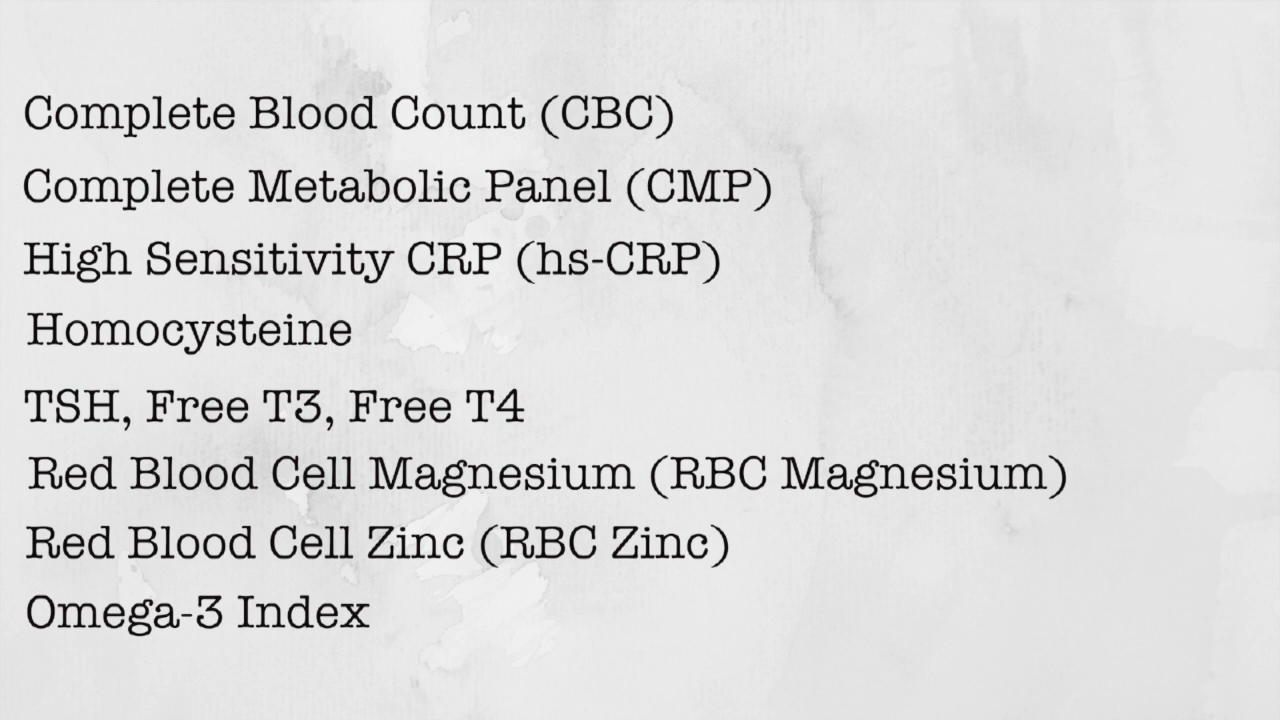 Complete Blood Count (CBC)
Complete Metabolic Panel (CMP)
High Sensitivity CRP (hs-CRP)
Homocysteine
TSH, Free T3, Free T4
Red Blood Cell Magnesium (RBC Magnesium)
Red Blood Cell Zinc (RBC Zinc)
Omega-3 Index